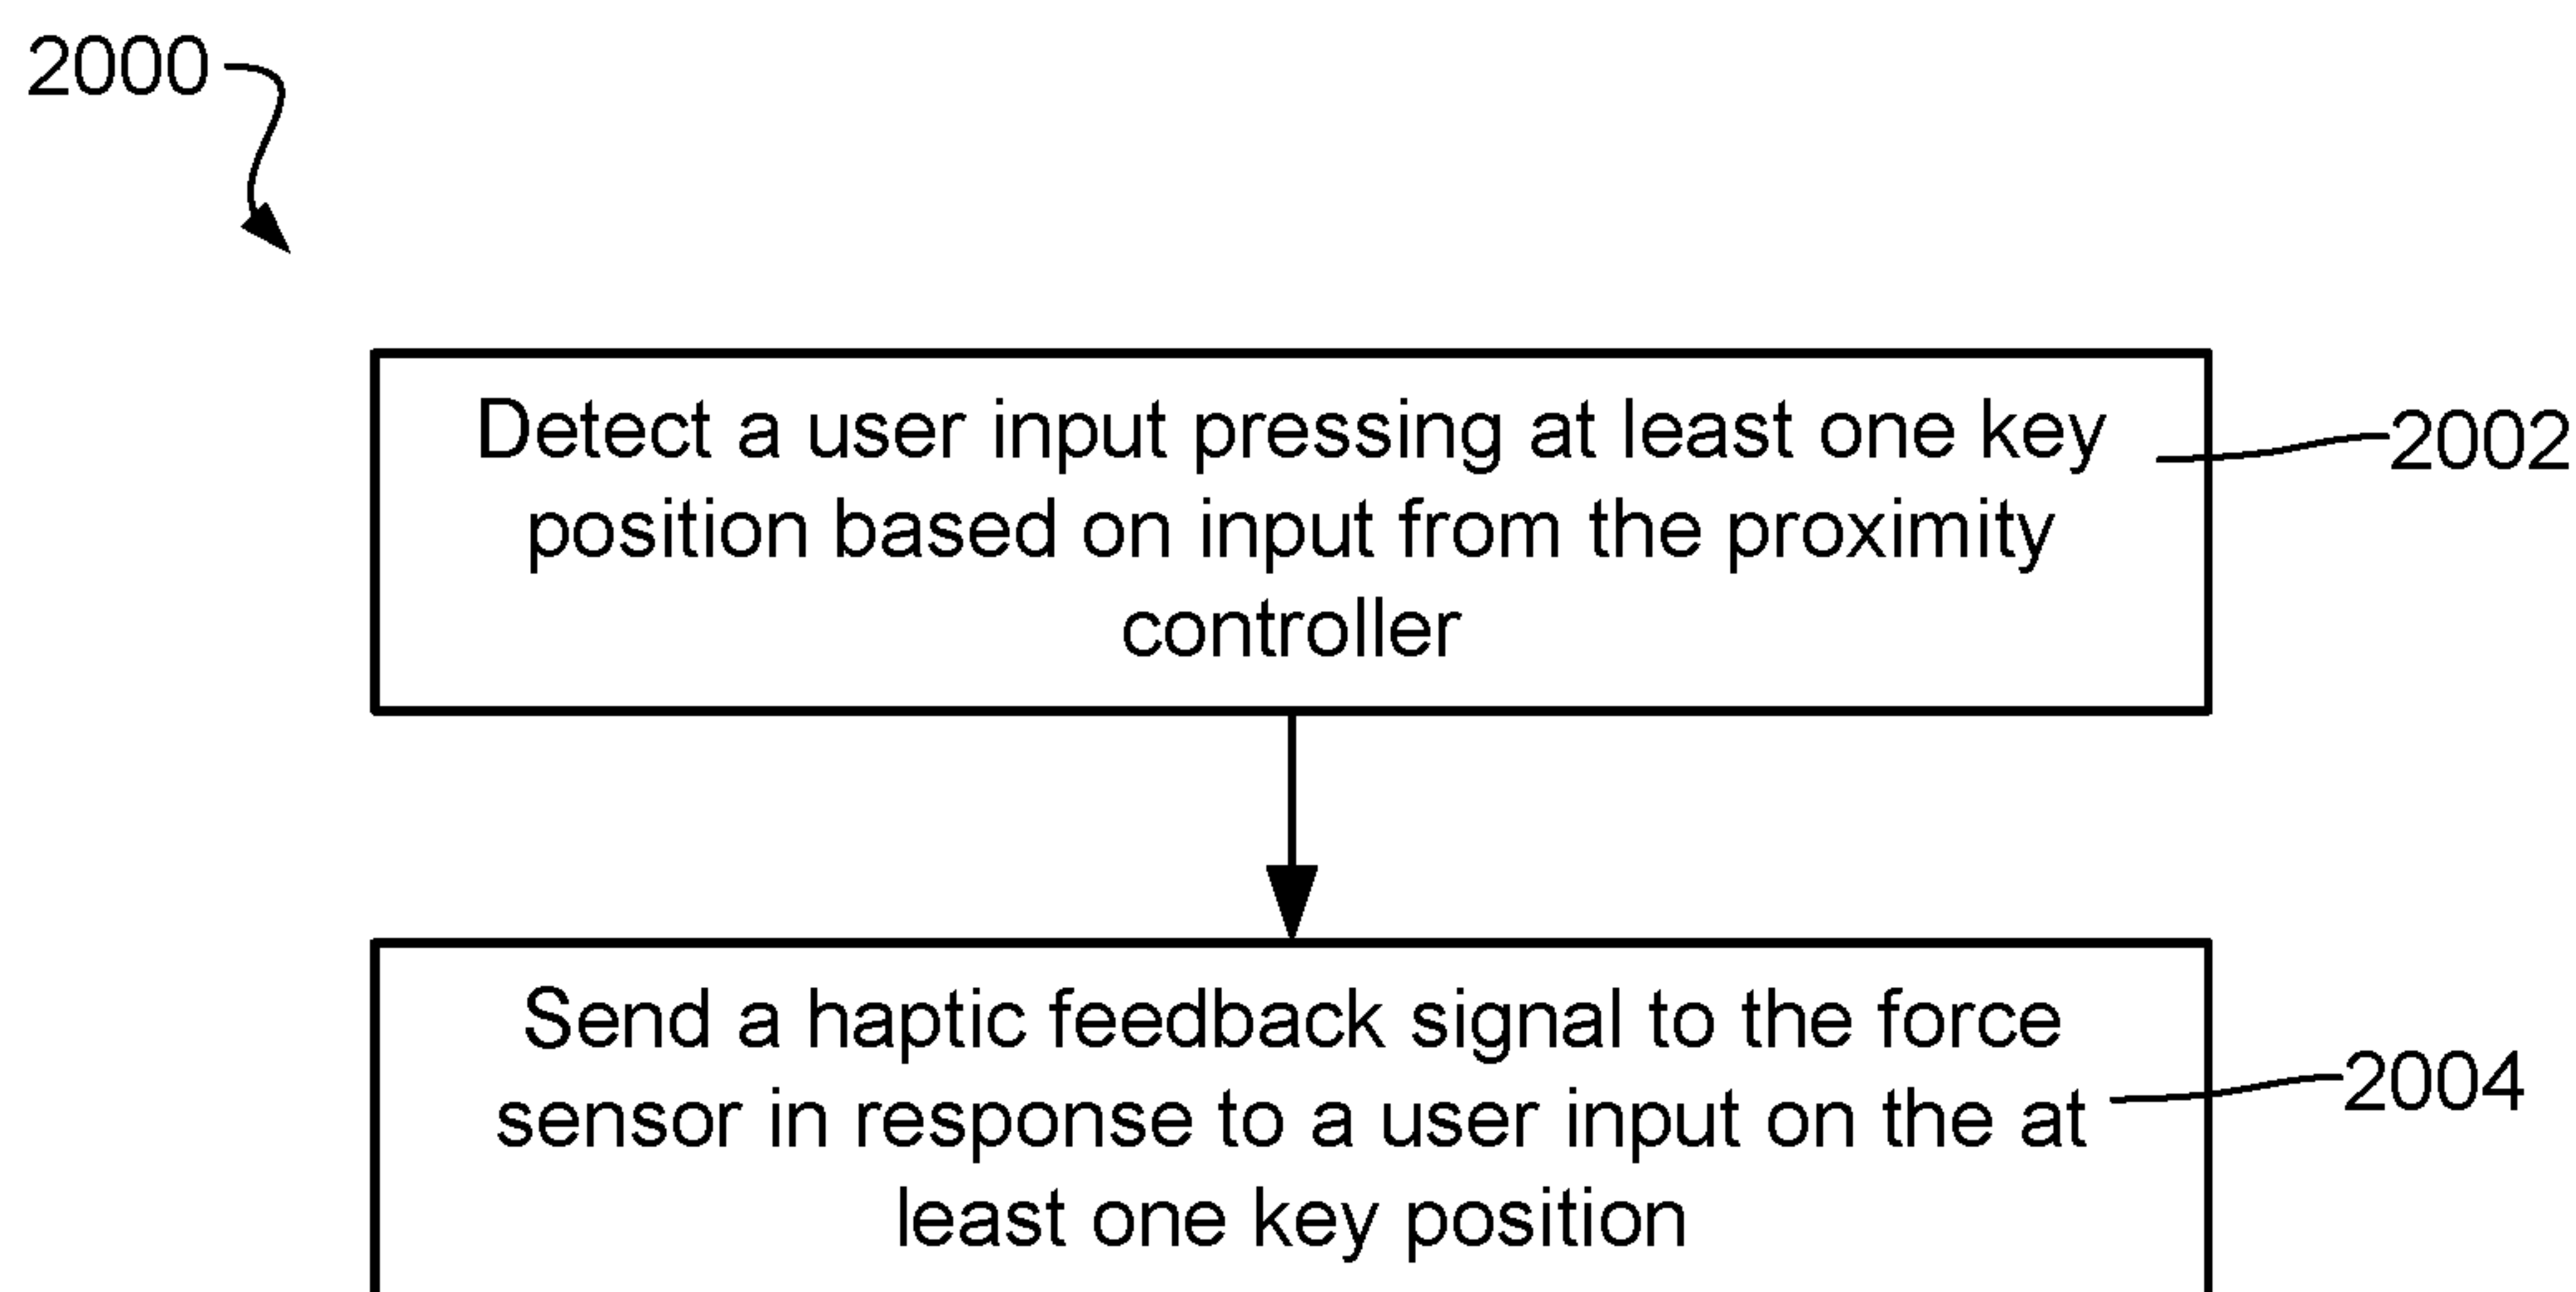 2000
Detect a user input pressing at least one key
2002
position based on input from the proximity
controller
Send a haptic feedback signal to the force
2004
sensor in response to a user input on the at
least one key position